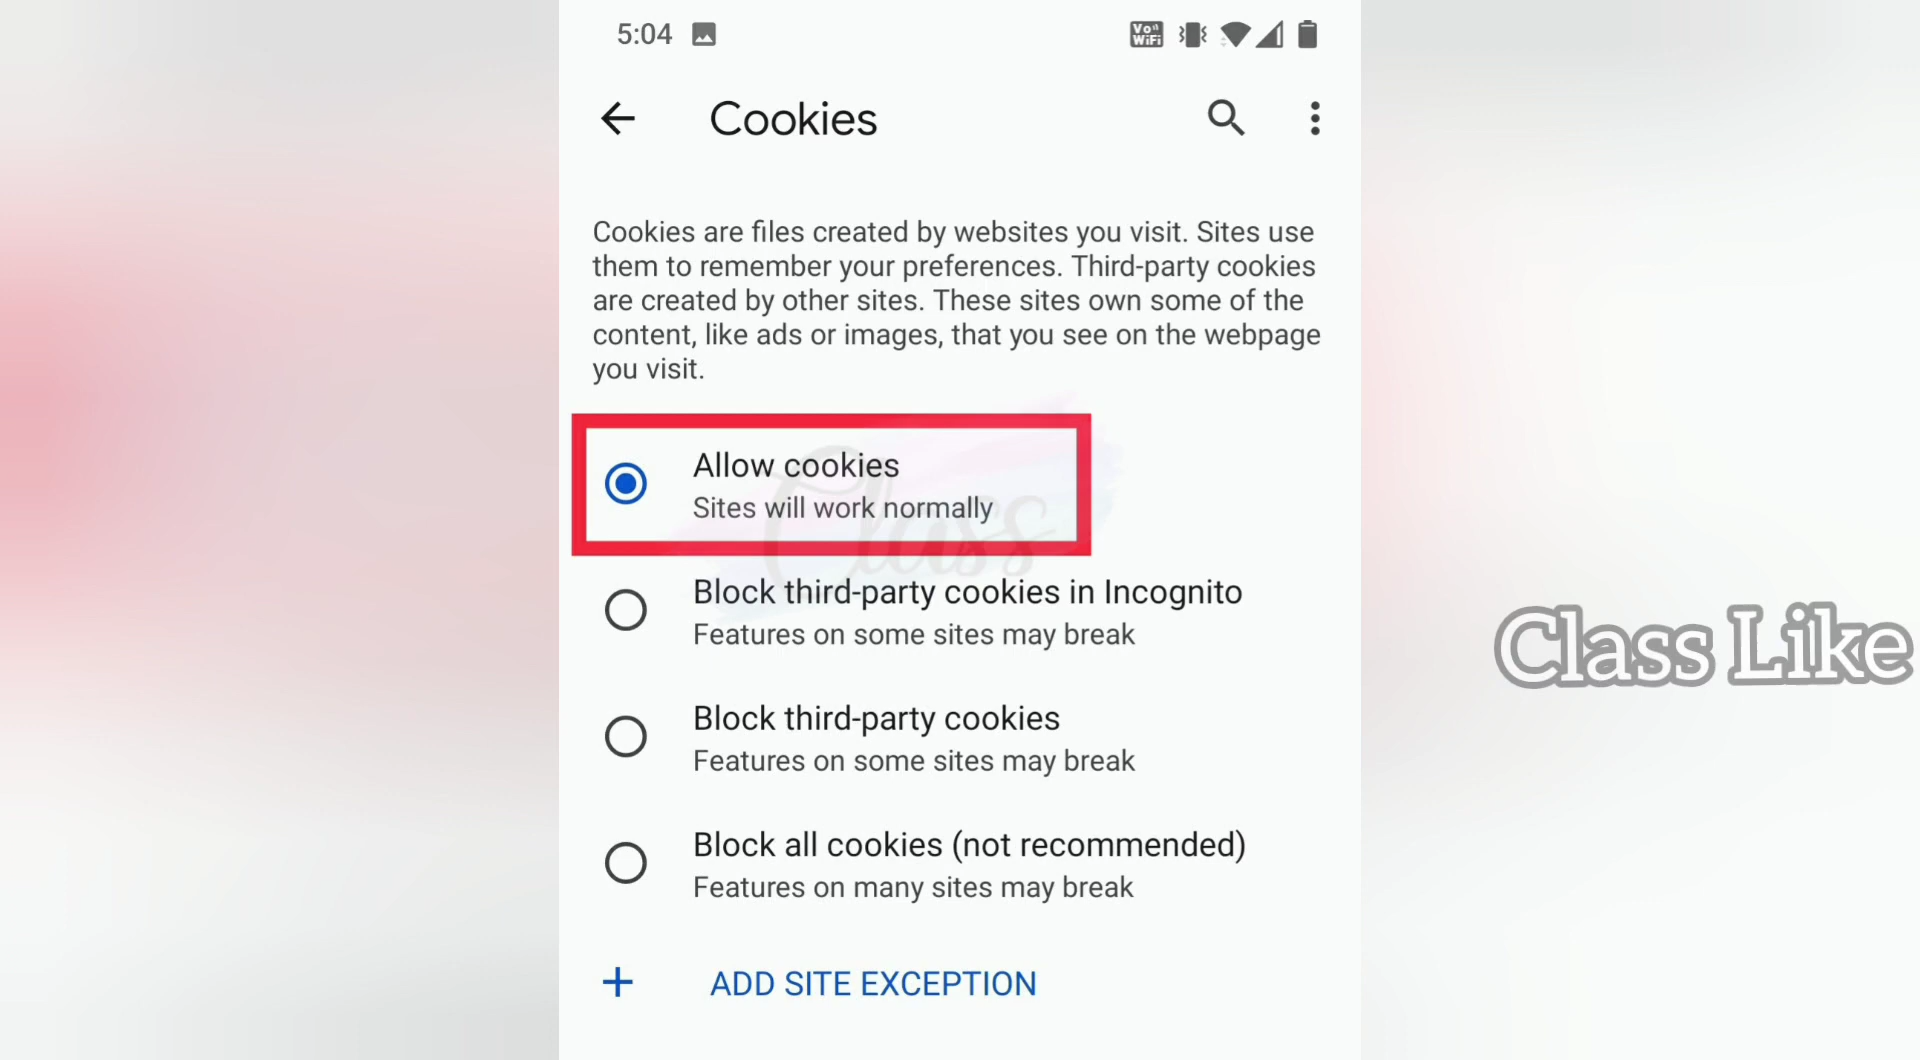 5:04
Vo
WiFi
Cookies
Cookies are files created by websites you visit. Sites use
them to remember your preferences. Third-party cookies
are created by other sites. These sites own some of the
content, like ads or images, that you see on the webpage
you visit.
Allow cookies
Sites will work normally
Class
Block third-party cookies in Incognito
Features on some sites may break
Class Like
Block third-party cookies
Features on some sites may break
Block all cookies (not recommended)
Features on many sites may break
+ ADD SITE EXCEPTION